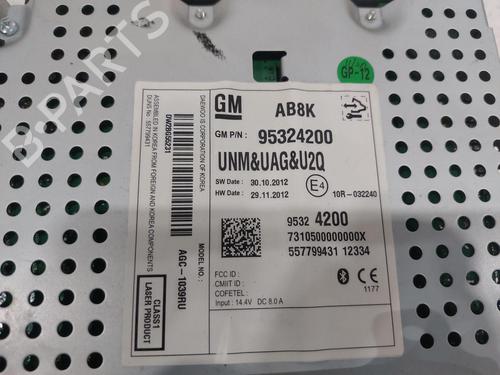 GP-12
GM
AB8K
GM P/N :
95324200
UNM&UAG&U2Q
SW Date : 30.10.2012
HW Date : 29.11.2012
E4
10R-032240
9532 4200
7310500000000X
557799431 12334
FCC ID :
CMIIT ID :
COFETEL :
Input : 14.4V DC 8.0 A
1177
DAEWOO IS CORPORATION OF KOREA
ASSEMBLED IN KOREA FROM FOREIGN AND KOREA COMPONENTS
DUNS No : 557799431
MODEL NO :
AGC-1039RU
CLASS1
LASER PRODUCT
B-PARTS